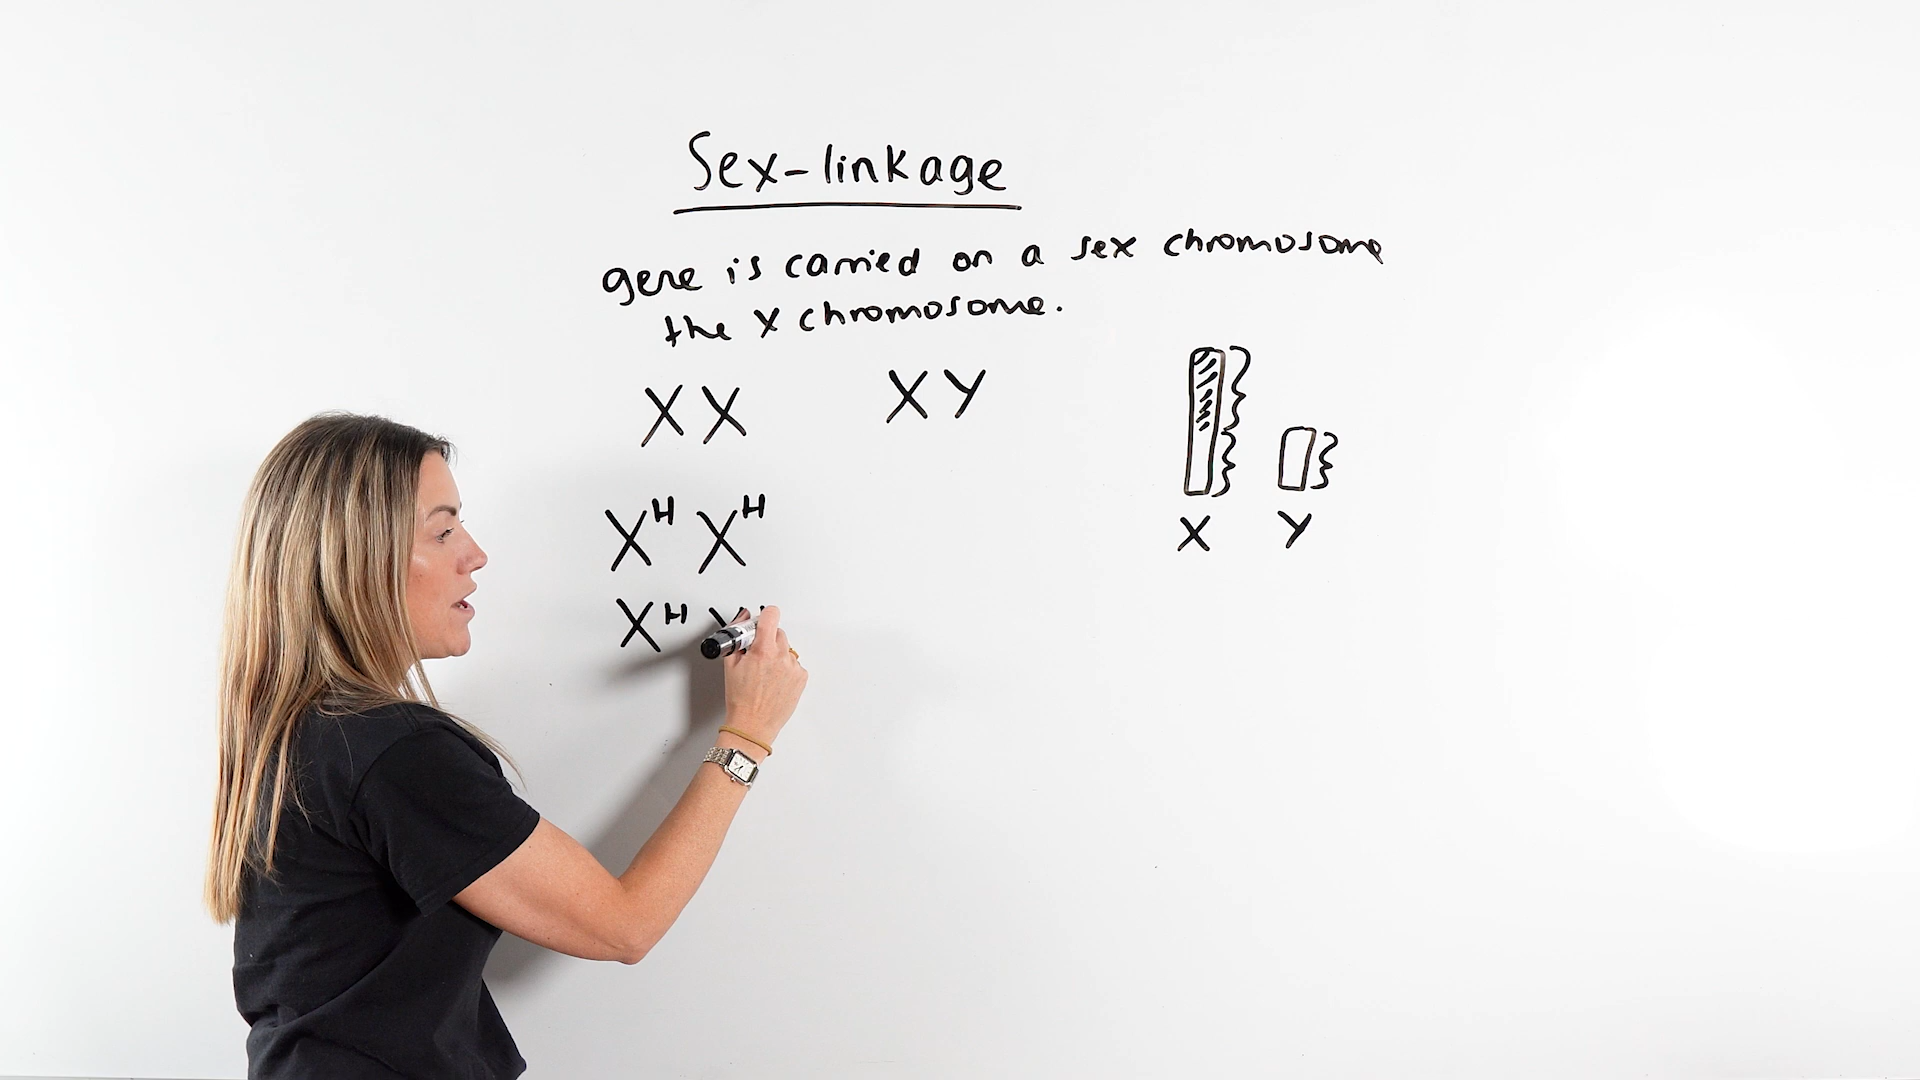 Sex-linkage
gene is carried on a sex chromosome
the X chromosome.
X X
X Y
X Y
X^H X^H
X^H X